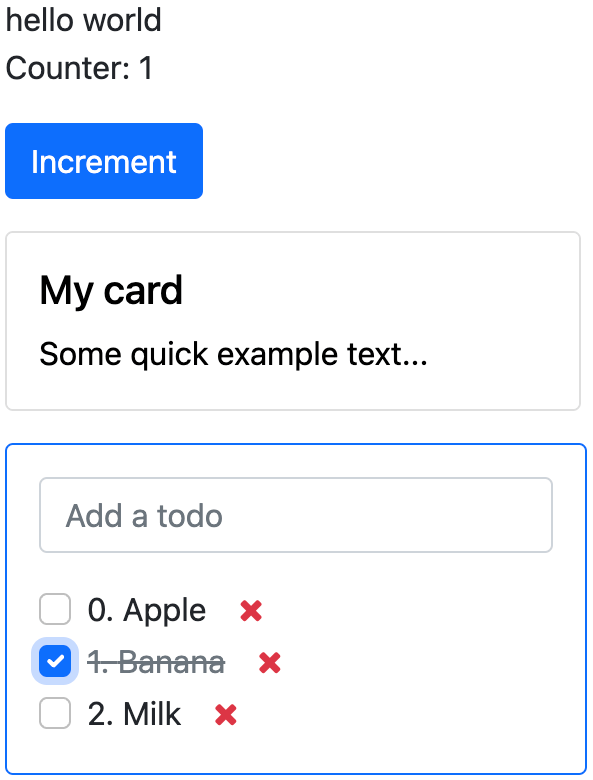 hello world
Counter: 1
Increment
My card
Some quick example text...
Add a todo
0. Apple
1. Banana
2. Milk